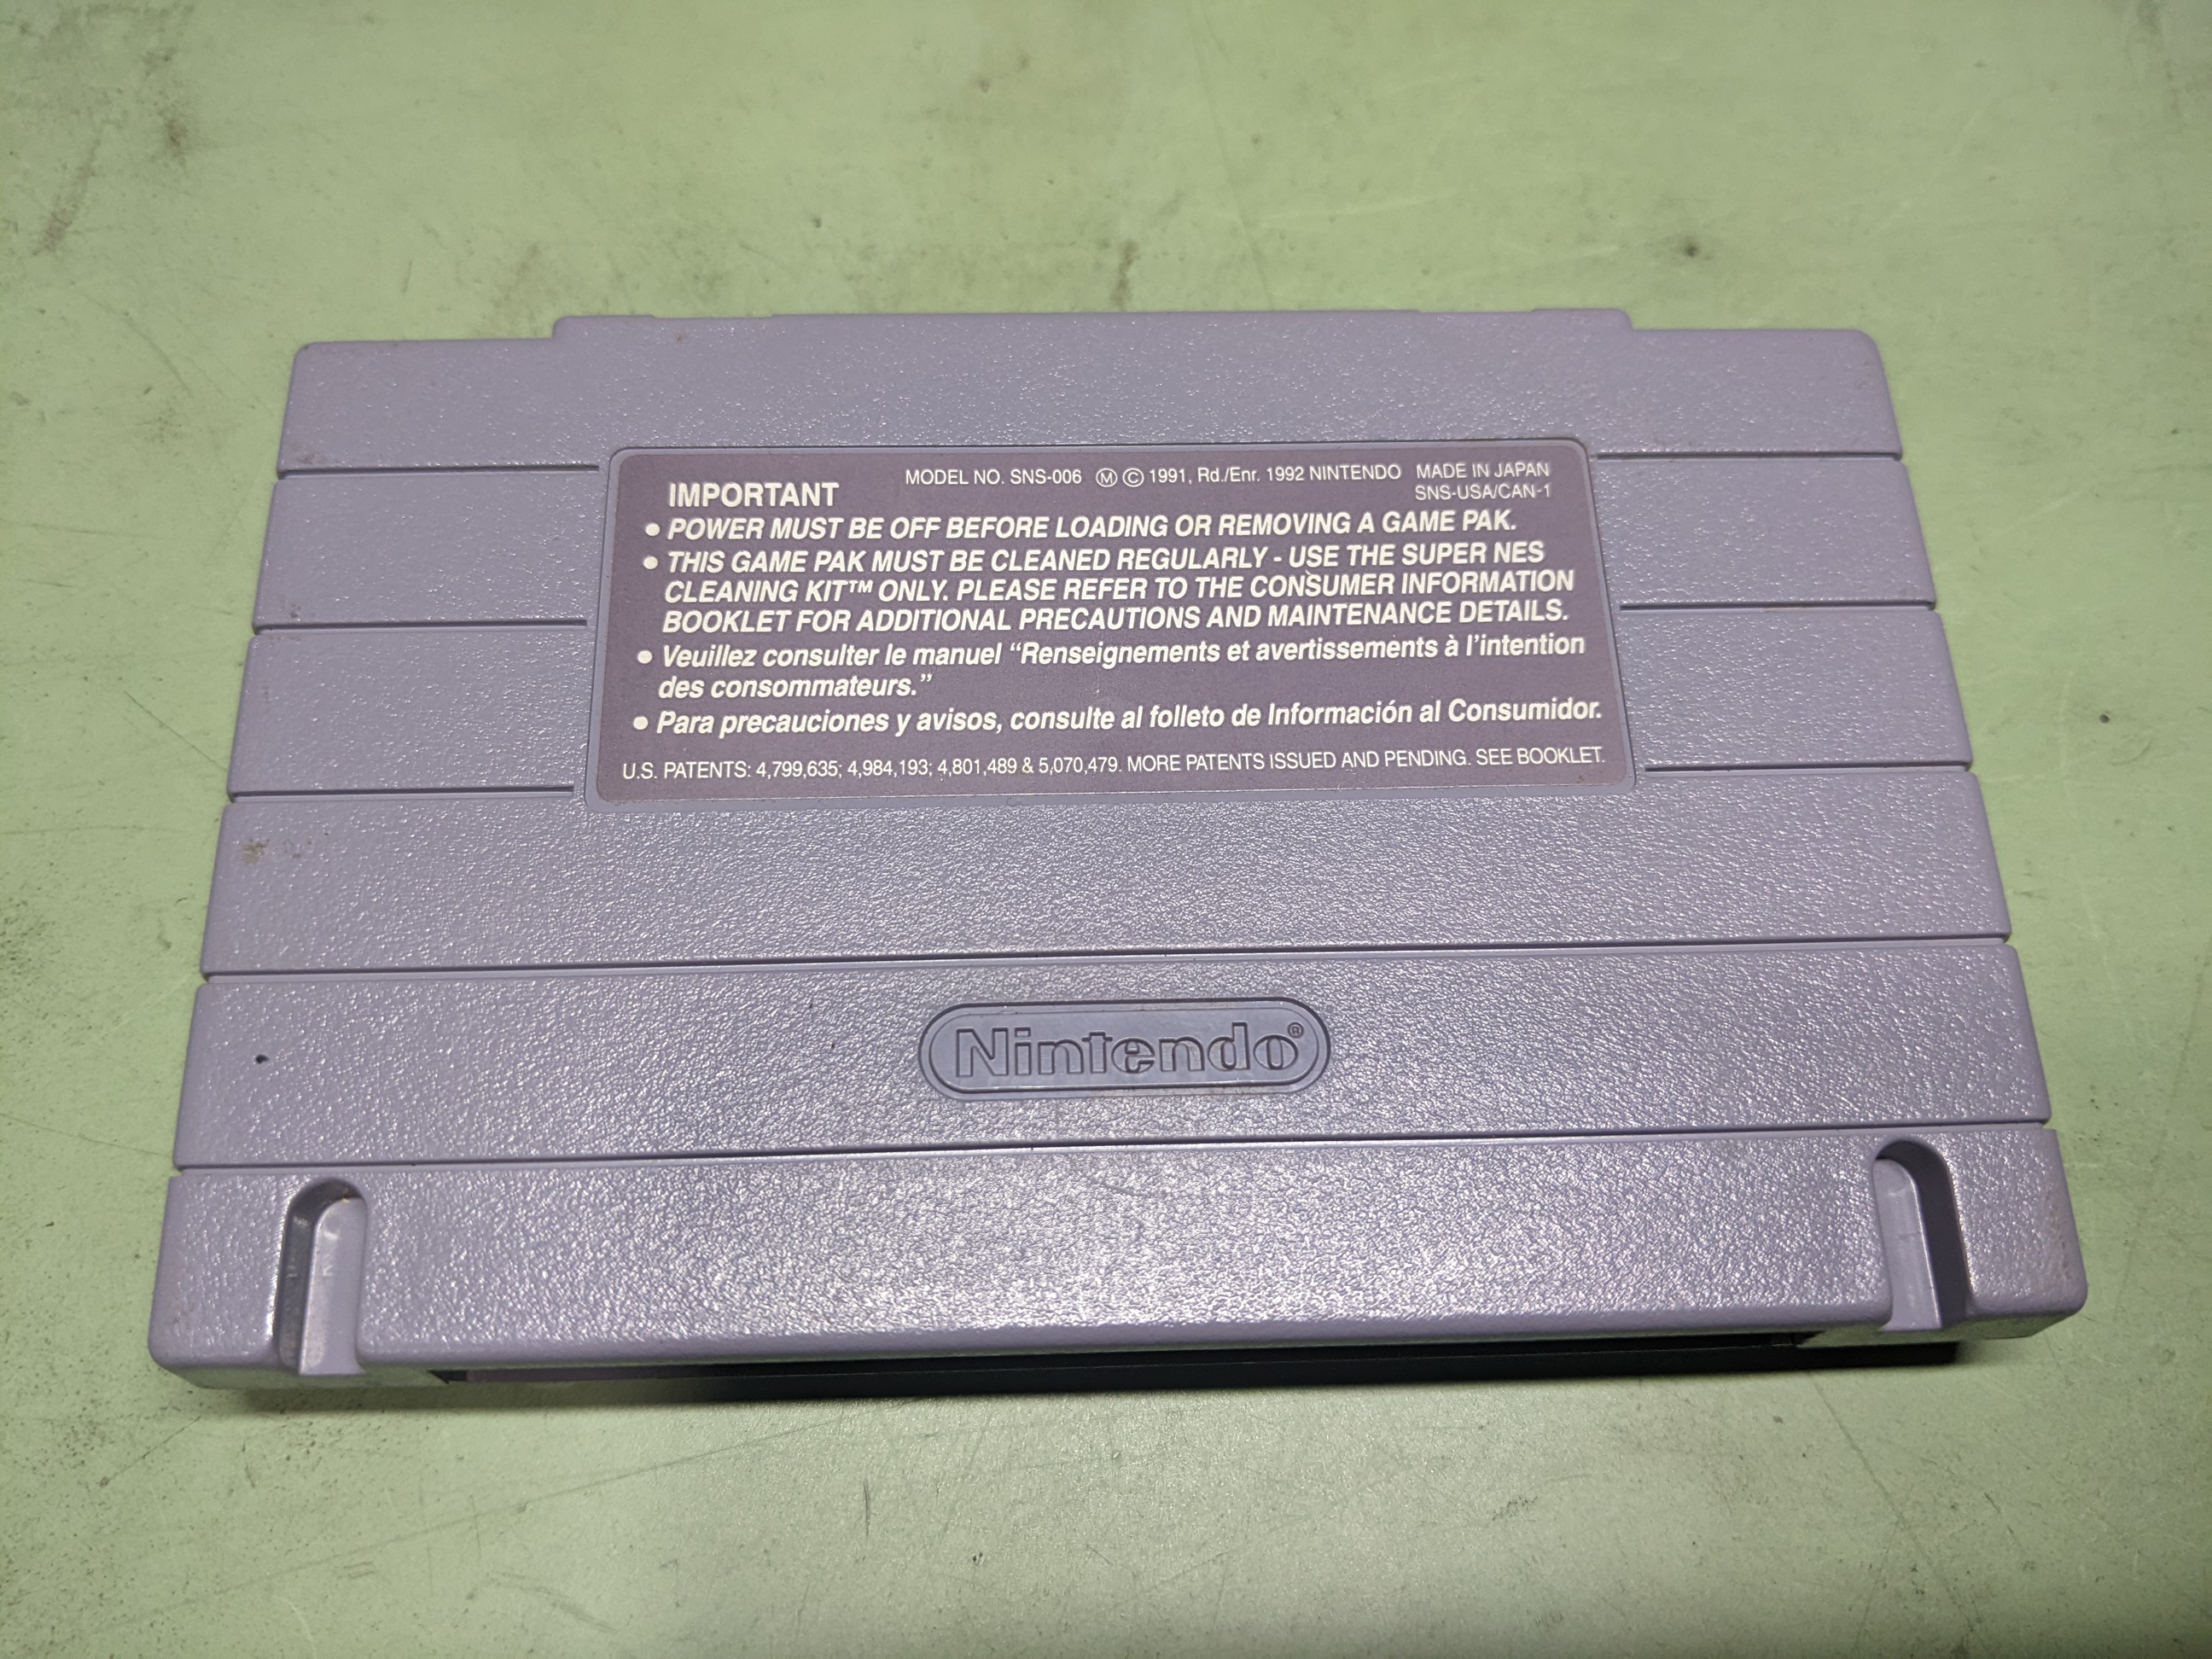 IMPORTANT MODEL NO. SNS-006 Ⓜ © 1991, Rd./Enr. 1992 NINTENDO MADE IN JAPAN
SNS-USA/CAN-1
• POWER MUST BE OFF BEFORE LOADING OR REMOVING A GAME PAK.
• THIS GAME PAK MUST BE CLEANED REGULARLY - USE THE SUPER NES
CLEANING KIT™ ONLY. PLEASE REFER TO THE CONSUMER INFORMATION
BOOKLET FOR ADDITIONAL PRECAUTIONS AND MAINTENANCE DETAILS.
• Veuillez consulter le manuel “Renseignements et avertissements à l’intention
des consommateurs.”
• Para precauciones y avisos, consulte al folleto de Información al Consumidor.
U.S. PATENTS: 4,799,635; 4,984,193; 4,801,489 & 5,070,479. MORE PATENTS ISSUED AND PENDING. SEE BOOKLET.
Nintendo®